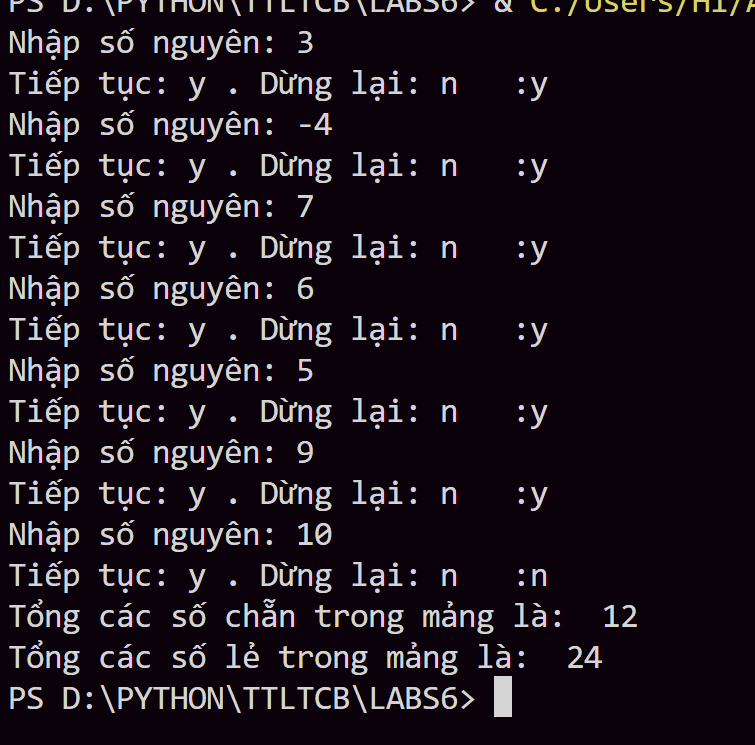 PS D:\PYTHON\TTLTCB\LABS6> & C:/Users/Hi/
Nhập số nguyên: 3
Tiếp tục: y . Dừng lại: n   :y
Nhập số nguyên: -4
Tiếp tục: y . Dừng lại: n   :y
Nhập số nguyên: 7
Tiếp tục: y . Dừng lại: n   :y
Nhập số nguyên: 6
Tiếp tục: y . Dừng lại: n   :y
Nhập số nguyên: 5
Tiếp tục: y . Dừng lại: n   :y
Nhập số nguyên: 9
Tiếp tục: y . Dừng lại: n   :y
Nhập số nguyên: 10
Tiếp tục: y . Dừng lại: n   :n
Tổng các số chẵn trong mảng là:  12
Tổng các số lẻ trong mảng là:  24
PS D:\PYTHON\TTLTCB\LABS6>